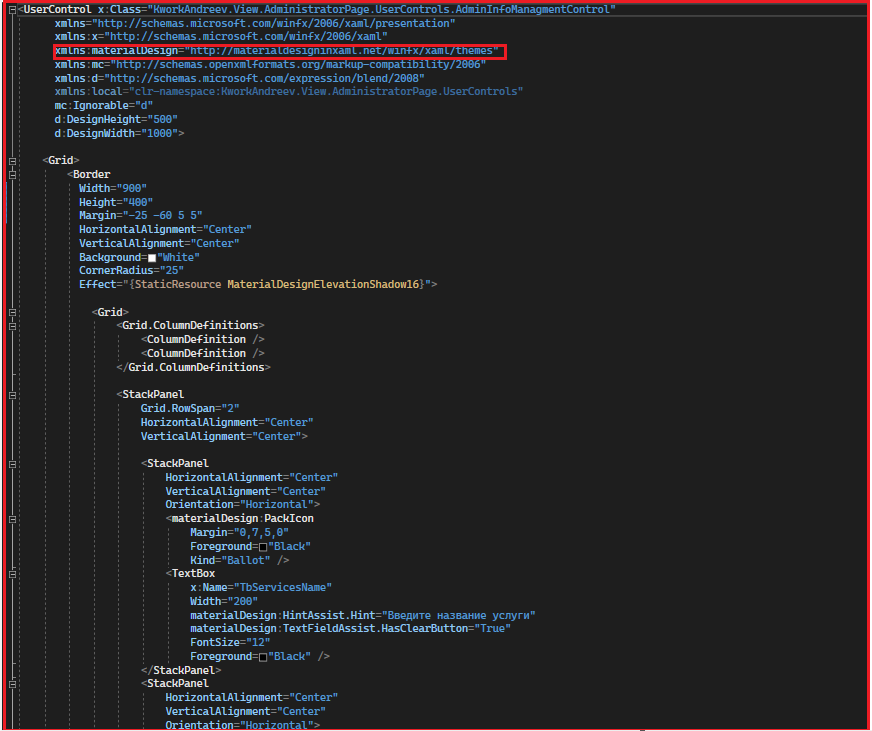 <UserControl x:Class="KworkAndreev.View.AdministratorPage.UserControls.AdminInfoManagmentControl"
xmlns="http://schemas.microsoft.com/winfx/2006/xaml/presentation"
xmlns:x="http://schemas.microsoft.com/winfx/2006/xaml"
xmlns:materialDesign="http://materialdesigninxaml.net/winfx/xaml/themes"
xmlns:mc="http://schemas.openxmlformats.org/markup-compatibility/2006"
xmlns:d="http://schemas.microsoft.com/expression/blend/2008"
xmlns:local="clr-namespace:KworkAndreev.View.AdministratorPage.UserControls"
mc:Ignorable="d"
d:DesignHeight="500"
d:DesignWidth="1000">
<Grid>
<Border
Width="900"
Height="400"
Margin="-25 -60 5 5"
HorizontalAlignment="Center"
VerticalAlignment="Center"
Background="White"
CornerRadius="25"
Effect="{StaticResource MaterialDesignElevationShadow16}">
<Grid>
<Grid.ColumnDefinitions>
<ColumnDefinition />
<ColumnDefinition />
</Grid.ColumnDefinitions>
<StackPanel
Grid.RowSpan="2"
HorizontalAlignment="Center"
VerticalAlignment="Center">
<StackPanel
HorizontalAlignment="Center"
VerticalAlignment="Center"
Orientation="Horizontal">
<materialDesign:PackIcon
Margin="0,7,5,0"
Foreground="Black"
Kind="Ballot" />
<TextBox
x:Name="TbServicesName"
Width="200"
materialDesign:HintAssist.Hint="Введите название услуги"
materialDesign:TextFieldAssist.HasClearButton="True"
FontSize="12"
Foreground="Black" />
</StackPanel>
<StackPanel
HorizontalAlignment="Center"
VerticalAlignment="Center"
Orientation="Horizontal">